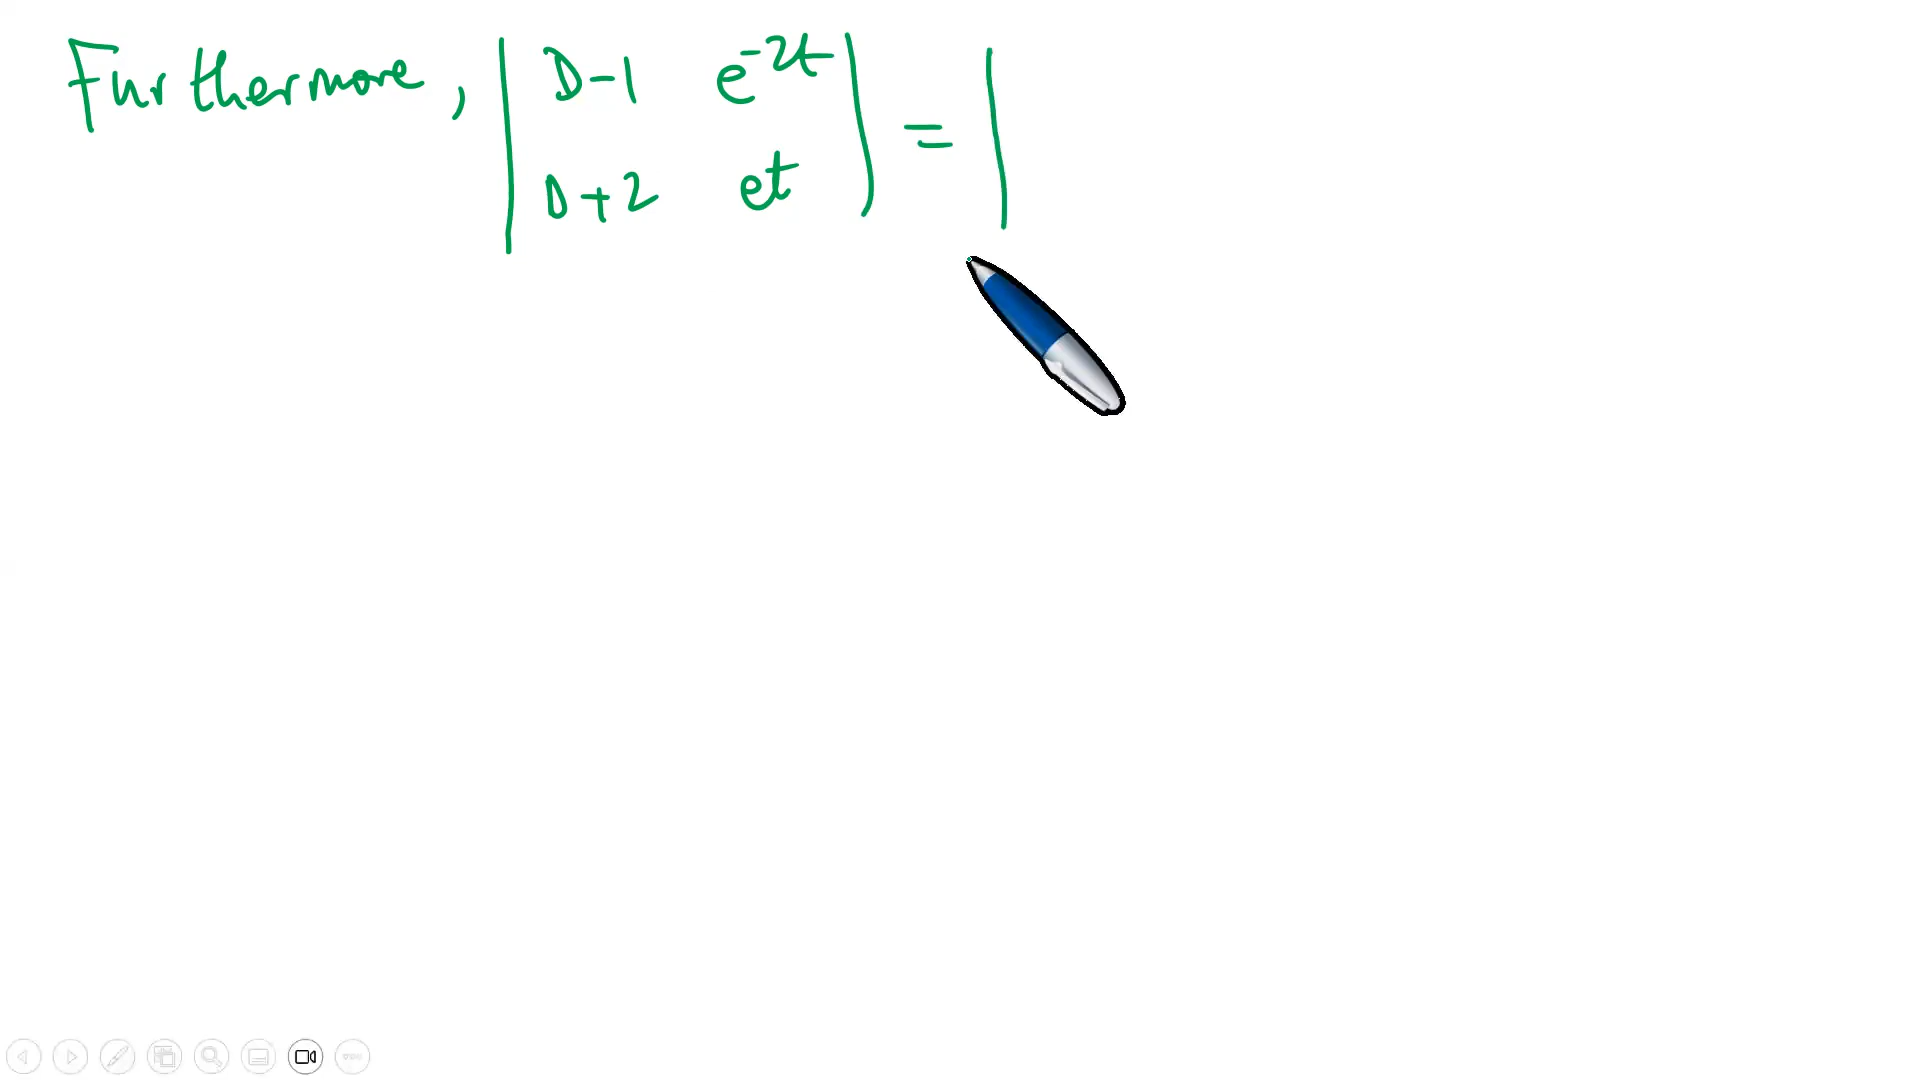 Furthermore, | D-1 e^-2t | = |
| D+2 et |